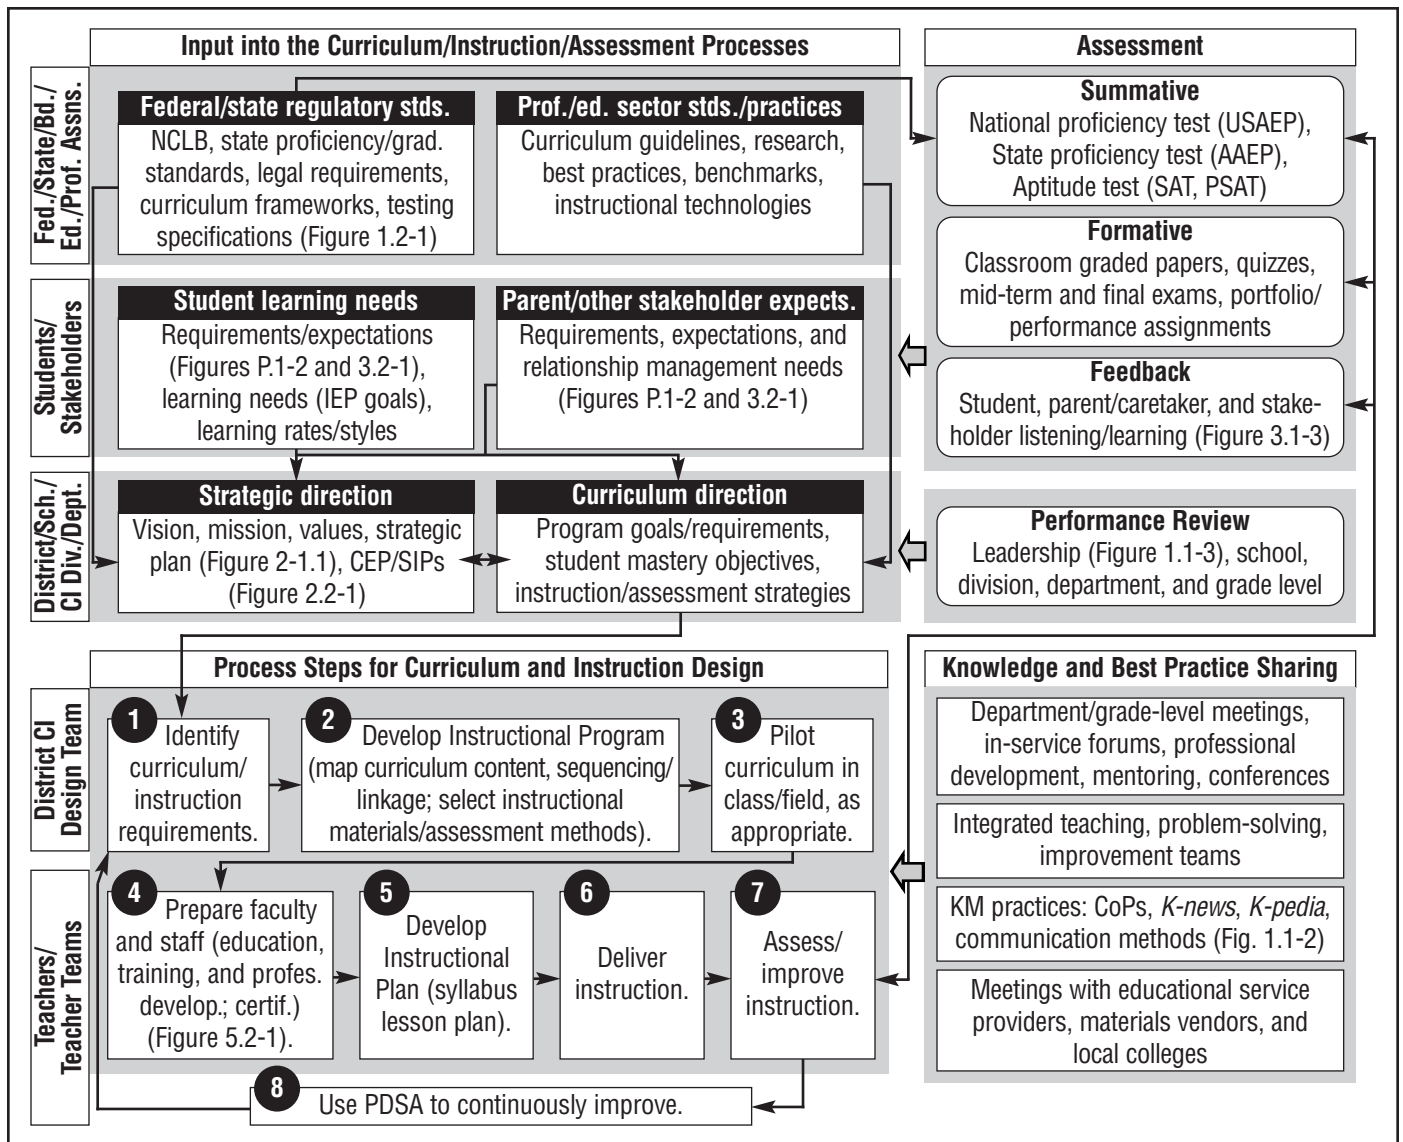 Input into the Curriculum/Instruction/Assessment Processes
Fed./State/Bd./
Ed./Prof. Assns.
Federal/state regulatory stds.
NCLB, state proficiency/grad.
standards, legal requirements,
curriculum frameworks, testing
specifications (Figure 1.2-1)
Prof./ed. sector stds./practices
Curriculum guidelines, research,
best practices, benchmarks,
instructional technologies
Students/
Stakeholders
Student learning needs
Requirements/expectations
(Figures P.1-2 and 3.2-1),
learning needs (IEP goals),
learning rates/styles
Parent/other stakeholder expects.
Requirements, expectations, and
relationship management needs
(Figures P.1-2 and 3.2-1)
District/Sch./
CI Div./Dept.
Strategic direction
Vision, mission, values, strategic
plan (Figure 2-1.1), CEP/SIPs
(Figure 2.2-1)
Curriculum direction
Program goals/requirements,
student mastery objectives,
instruction/assessment strategies
Assessment
Summative
National proficiency test (USAEP),
State proficiency test (AAEP),
Aptitude test (SAT, PSAT)
Formative
Classroom graded papers, quizzes,
mid-term and final exams, portfolio/
performance assignments
Feedback
Student, parent/caretaker, and stake-
holder listening/learning (Figure 3.1-3)
Performance Review
Leadership (Figure 1.1-3), school,
division, department, and grade level
Process Steps for Curriculum and Instruction Design
District CI
Design Team
1
Identify
curriculum/
instruction
requirements.
2
Develop Instructional Program
(map curriculum content, sequencing/
linkage; select instructional
materials/assessment methods).
3
Pilot
curriculum in
class/field, as
appropriate.
Teachers/
Teacher Teams
4
Prepare faculty
and staff (education,
training, and profes.
develop.; certif.)
(Figure 5.2-1).
5
Develop
Instructional
Plan (syllabus
lesson plan).
6
Deliver
instruction.
7
Assess/
improve
instruction.
8
Use PDSA to continuously improve.
Knowledge and Best Practice Sharing
Department/grade-level meetings,
in-service forums, professional
development, mentoring, conferences
Integrated teaching, problem-solving,
improvement teams
KM practices: CoPs, K-news, K-pedia,
communication methods (Fig. 1.1-2)
Meetings with educational service
providers, materials vendors, and
local colleges